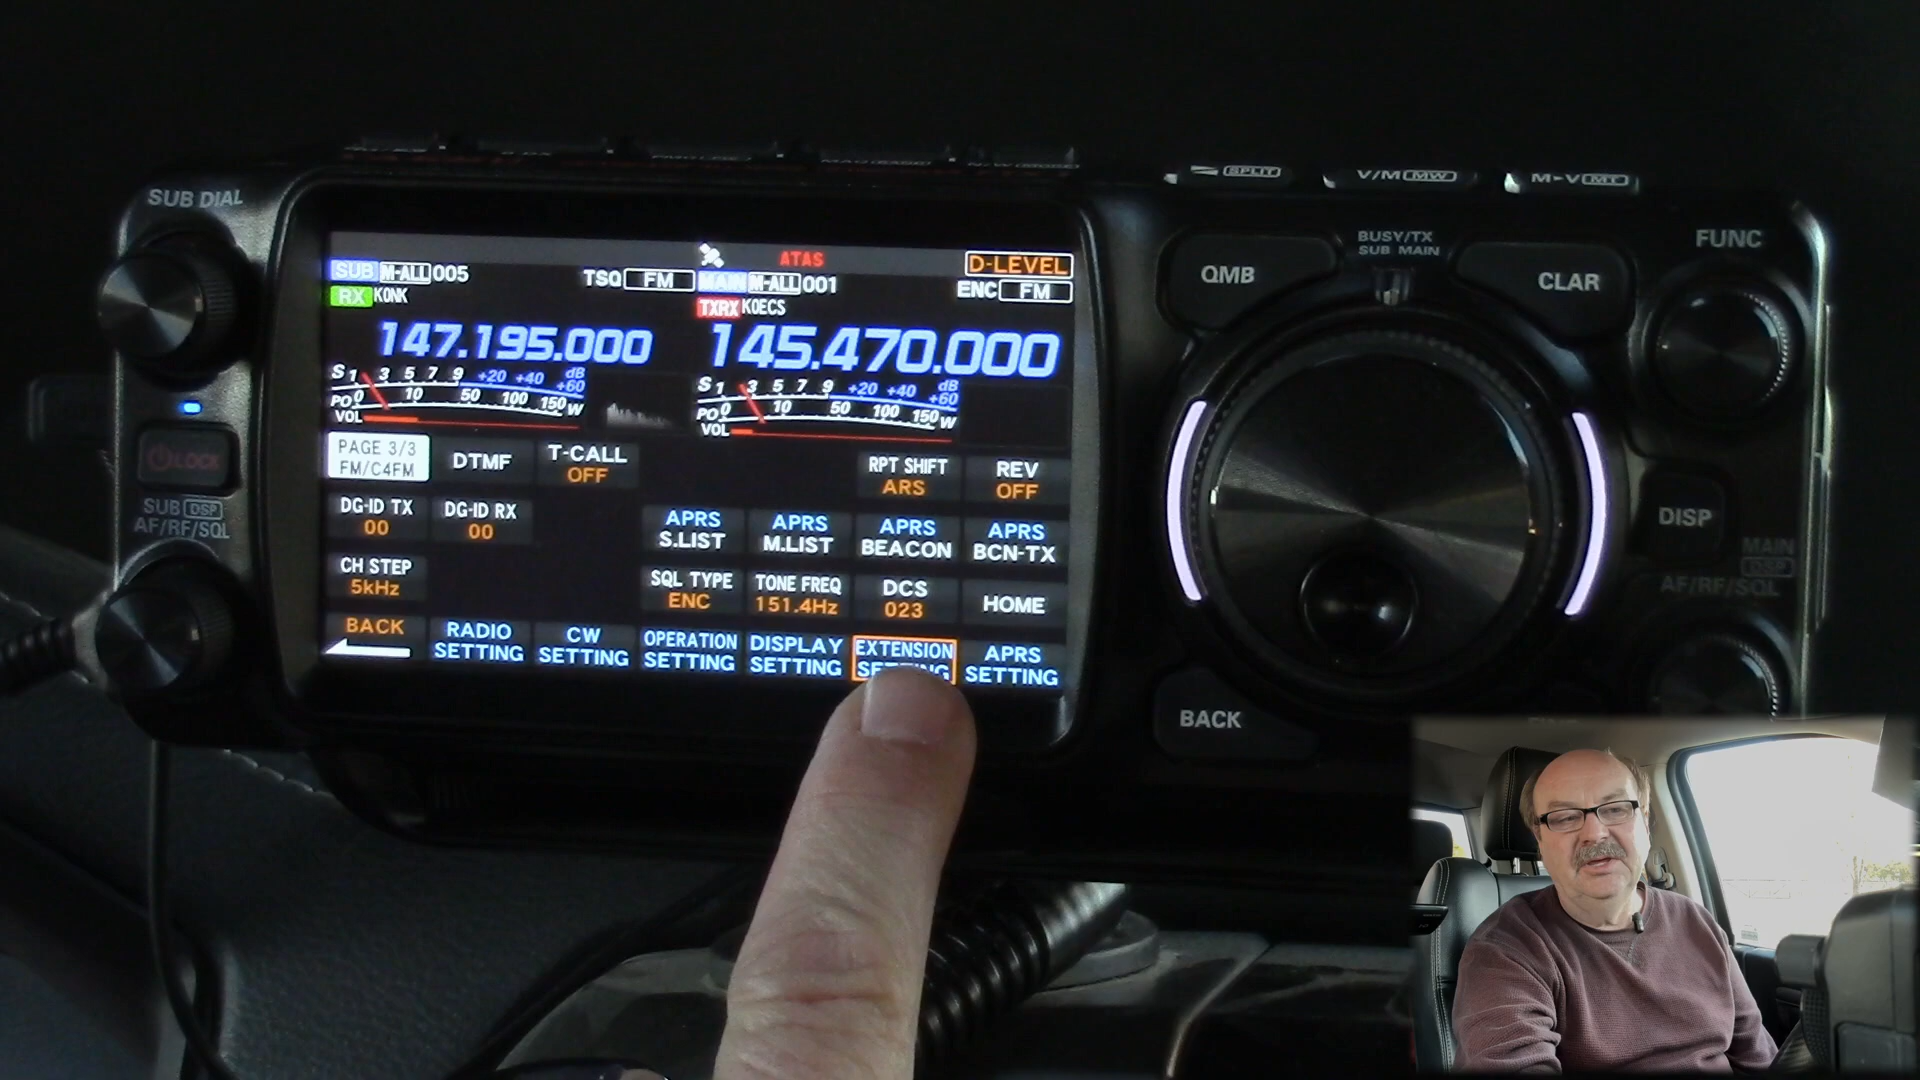 SPLIT
V/M MW
M▸V MT
SUB DIAL
ATAS
D-LEVEL
SUB M-ALL 005
TSQ FM
MAIN M-ALL 001
ENC FM
RX K0NK
TXRX K0ECS
147.195.000
145.470.000
S 1 3 5 7 9 +20 +40 +60 dB
PO 0 10 50 100 150 W
VOL
S 1 3 5 7 9 +20 +40 +60 dB
PO 0 10 50 100 150 W
VOL
PAGE 3/3
FM/C4FM
DTMF
T-CALL
OFF
RPT SHIFT
ARS
REV
OFF
DG-ID TX
00
DG-ID RX
00
APRS
S.LIST
APRS
M.LIST
APRS
BEACON
APRS
BCN-TX
CH STEP
5kHz
SQL TYPE
ENC
TONE FREQ
151.4Hz
DCS
023
HOME
BACK
RADIO
SETTING
CW
SETTING
OPERATION
SETTING
DISPLAY
SETTING
EXTENSION
SETTING
APRS
SETTING
LOCK
SUB DSP
AF/RF/SQL
QMB
BUSY/TX
SUB MAIN
CLAR
FUNC
DISP
MAIN
DSP
AF/RF/SQL
BACK